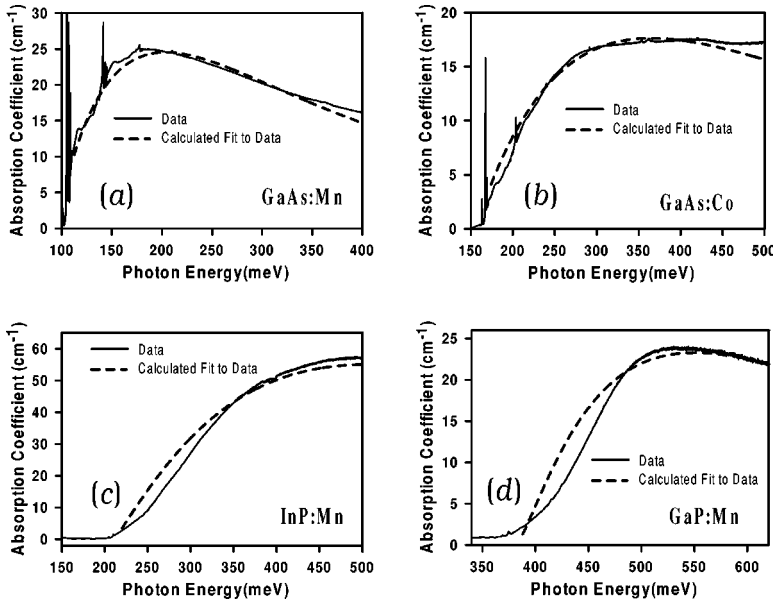 Absorption Coefficient (cm⁻¹)
30
25
20
15
10
5
0
Data
Calculated Fit to Data
(a)
GaAs:Mn
100 150 200 250 300 350 400
Photon Energy(meV)
Absorption Coefficient (cm⁻¹)
20
15
10
5
0
Data
Calculated Fit to Data
(b)
GaAs:Co
150 200 250 300 350 400 450 500
Photon Energy(meV)
Absorption Coefficient (cm⁻¹)
60
50
40
30
20
10
0
Data
Calculated Fit to Data
(c)
InP:Mn
150 200 250 300 350 400 450 500
Photon Energy(meV)
Absorption Coefficient (cm⁻¹)
25
20
15
10
5
0
Data
Calculated Fit to Data
(d)
GaP:Mn
350 400 450 500 550 600
Photon Energy(meV)